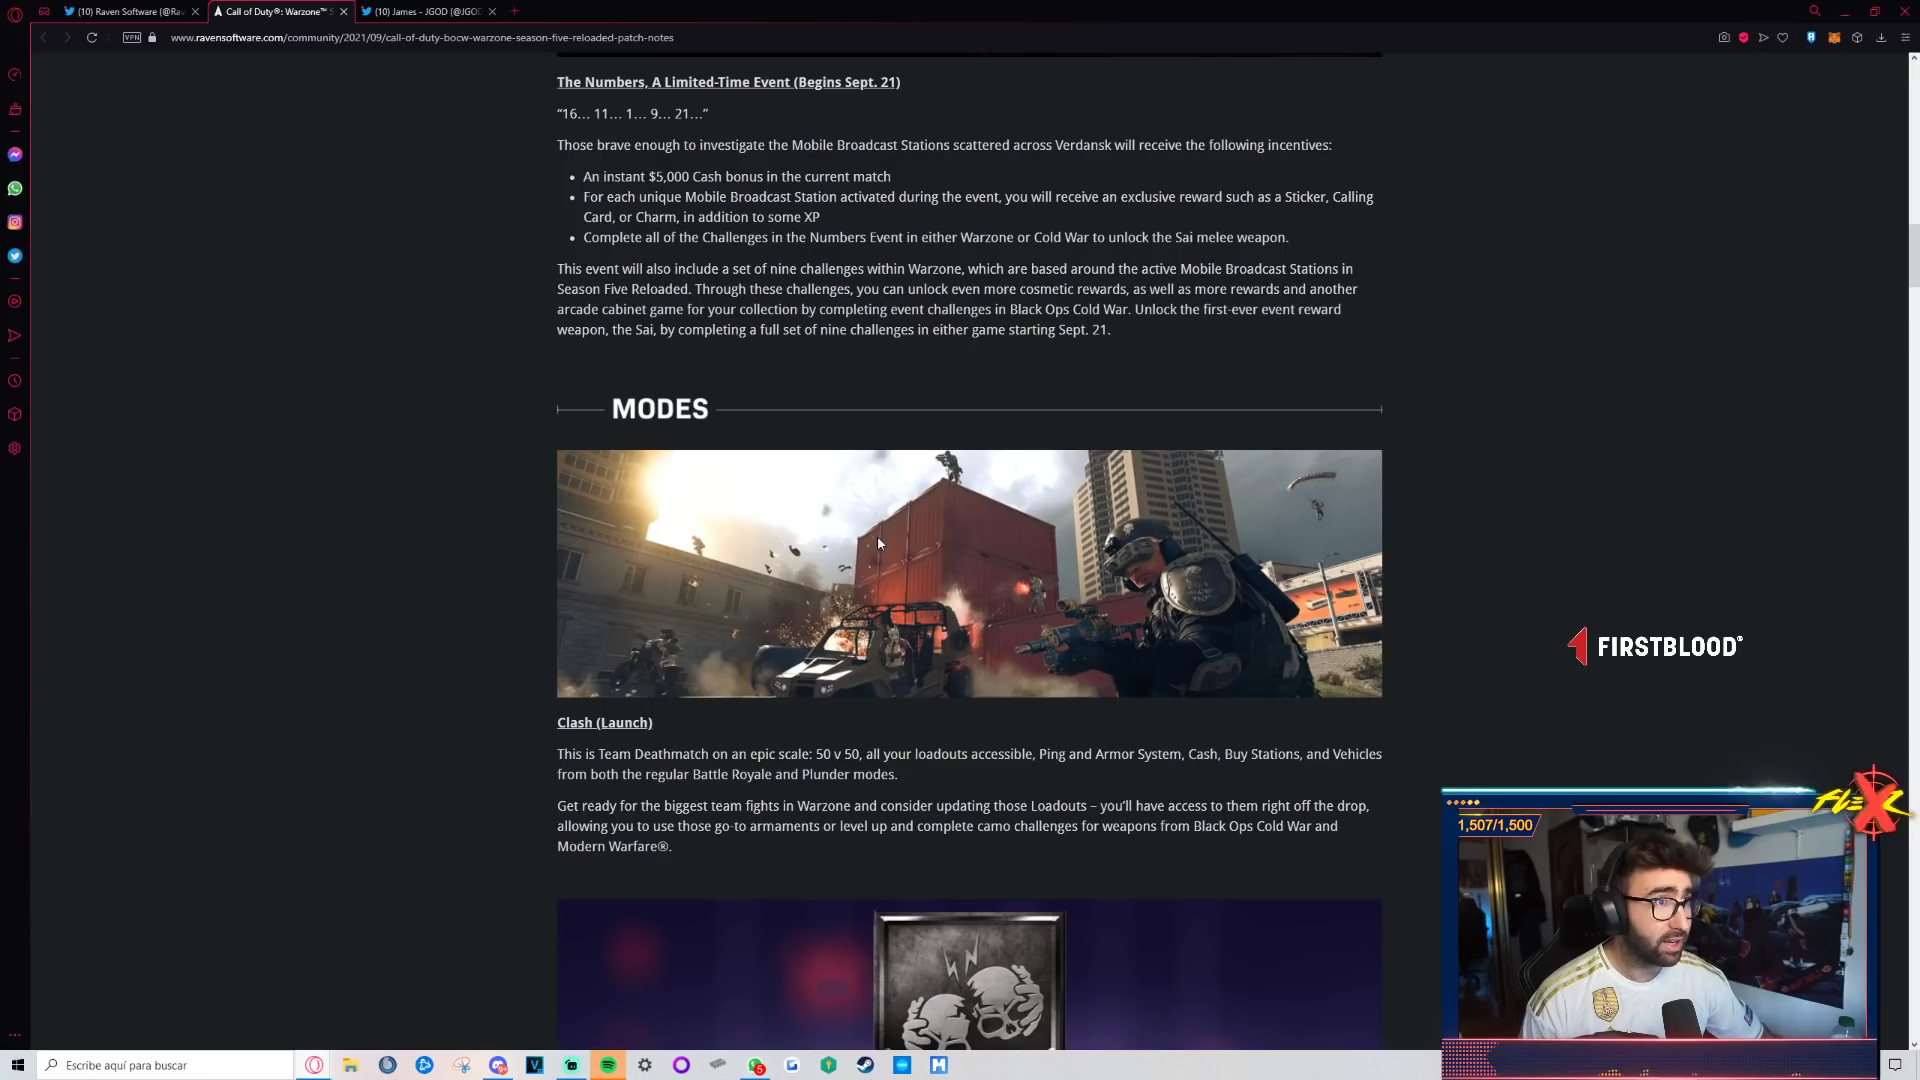 (10) Raven Software (@Rav
Call of Duty®: Warzone™ S
(10) James - JGOD (@JGOD
VPN
www.ravensoftware.com/community/2021/09/call-of-duty-bocw-warzone-season-five-reloaded-patch-notes
The Numbers, A Limited-Time Event (Begins Sept. 21)
“16… 11… 1… 9… 21…”
Those brave enough to investigate the Mobile Broadcast Stations scattered across Verdansk will receive the following incentives:
An instant $5,000 Cash bonus in the current match
For each unique Mobile Broadcast Station activated during the event, you will receive an exclusive reward such as a Sticker, Calling
Card, or Charm, in addition to some XP
Complete all of the Challenges in the Numbers Event in either Warzone or Cold War to unlock the Sai melee weapon.
This event will also include a set of nine challenges within Warzone, which are based around the active Mobile Broadcast Stations in
Season Five Reloaded. Through these challenges, you can unlock even more cosmetic rewards, as well as more rewards and another
arcade cabinet game for your collection by completing event challenges in Black Ops Cold War. Unlock the first-ever event reward
weapon, the Sai, by completing a full set of nine challenges in either game starting Sept. 21.
MODES
FIRSTBLOOD®
Clash (Launch)
This is Team Deathmatch on an epic scale: 50 v 50, all your loadouts accessible, Ping and Armor System, Cash, Buy Stations, and Vehicles
from both the regular Battle Royale and Plunder modes.
Get ready for the biggest team fights in Warzone and consider updating those Loadouts – you’ll have access to them right off the drop,
allowing you to use those go-to armaments or level up and complete camo challenges for weapons from Black Ops Cold War and
Modern Warfare®.
FLEXZ
1,507/1,500
Escribe aquí para buscar